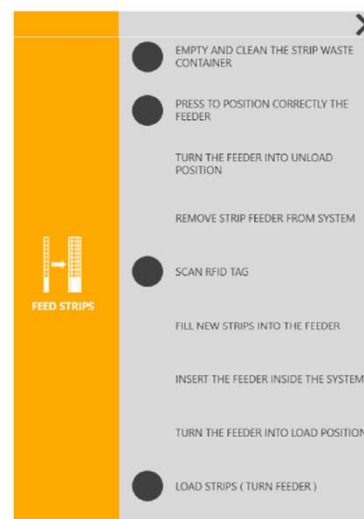 EMPTY AND CLEAN THE STRIP WASTE
CONTAINER
PRESS TO POSITION CORRECTLY THE
FEEDER
TURN THE FEEDER INTO UNLOAD
POSITION
REMOVE STRIP FEEDER FROM SYSTEM
SCAN RFID TAG
FEED STRIPS
FILL NEW STRIPS INTO THE FEEDER
INSERT THE FEEDER INSIDE THE SYSTEM
TURN THE FEEDER INTO LOAD POSITION
LOAD STRIPS ( TURN FEEDER )